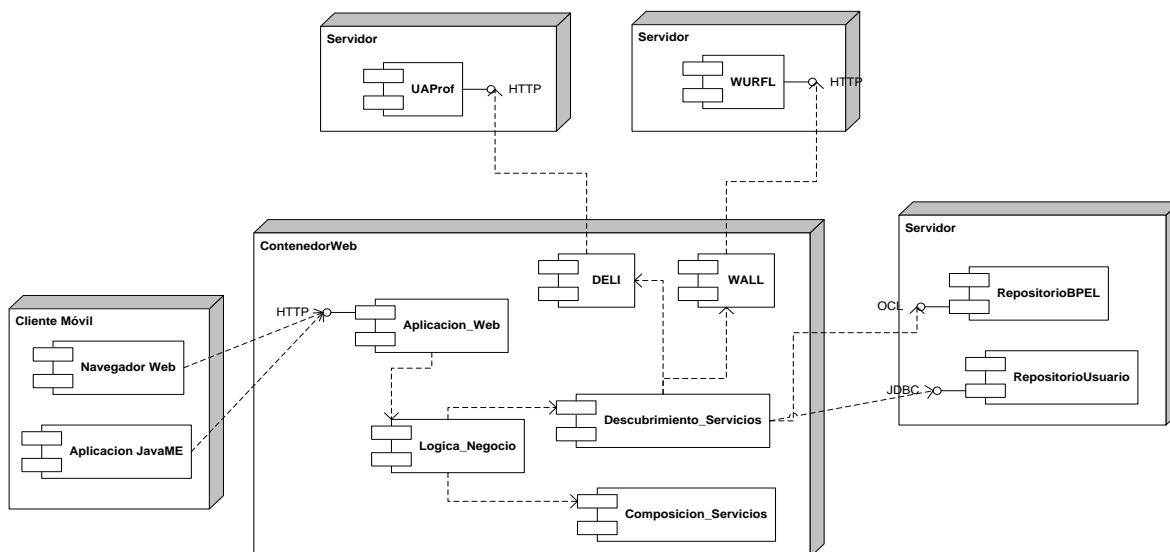 Servidor
UAProf
HTTP
Servidor
WURFL
HTTP
ContenedorWeb
DELI
WALL
HTTP
Aplicacion_Web
Logica_Negocio
Descubrimiento_Servicios
Composicion_Servicios
Cliente Móvil
Navegador Web
Aplicacion JavaME
Servidor
OCL
RepositorioBPEL
JDBC
RepositorioUsuario